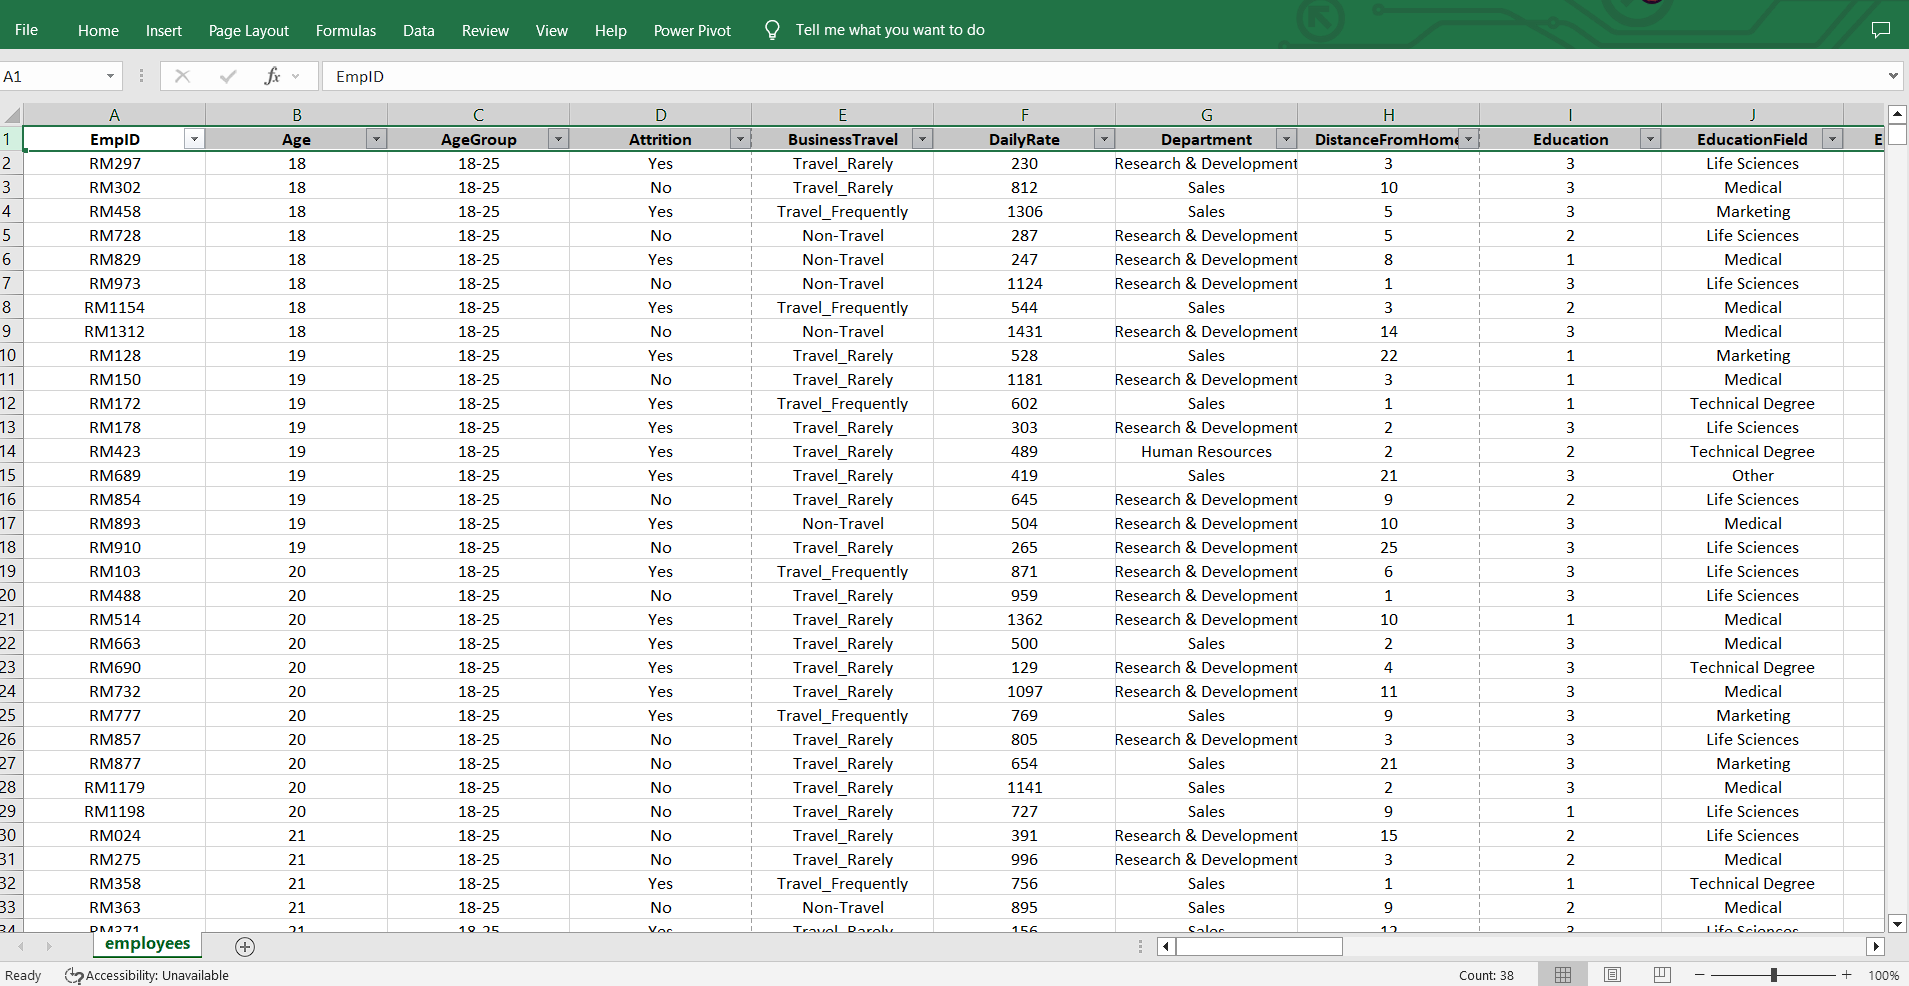 File Home Insert Page Layout Formulas Data Review View Help Power Pivot Tell me what you want to do
A1 fx EmpID
A B C D E F G H I J
1 EmpID Age AgeGroup Attrition BusinessTravel DailyRate Department DistanceFromHome Education EducationField E
2 RM297 18 18-25 Yes Travel_Rarely 230 Research & Development 3 3 Life Sciences
3 RM302 18 18-25 No Travel_Rarely 812 Sales 10 3 Medical
4 RM458 18 18-25 Yes Travel_Frequently 1306 Sales 5 3 Marketing
5 RM728 18 18-25 No Non-Travel 287 Research & Development 5 2 Life Sciences
6 RM829 18 18-25 Yes Non-Travel 247 Research & Development 8 1 Medical
7 RM973 18 18-25 No Non-Travel 1124 Research & Development 1 3 Life Sciences
8 RM1154 18 18-25 Yes Travel_Frequently 544 Sales 3 2 Medical
9 RM1312 18 18-25 No Non-Travel 1431 Research & Development 14 3 Medical
10 RM128 19 18-25 Yes Travel_Rarely 528 Sales 22 1 Marketing
11 RM150 19 18-25 No Travel_Rarely 1181 Research & Development 3 1 Medical
12 RM172 19 18-25 Yes Travel_Frequently 602 Sales 1 1 Technical Degree
13 RM178 19 18-25 Yes Travel_Rarely 303 Research & Development 2 3 Life Sciences
14 RM423 19 18-25 Yes Travel_Rarely 489 Human Resources 2 2 Technical Degree
15 RM689 19 18-25 Yes Travel_Rarely 419 Sales 21 3 Other
16 RM854 19 18-25 No Travel_Rarely 645 Research & Development 9 2 Life Sciences
17 RM893 19 18-25 Yes Non-Travel 504 Research & Development 10 3 Medical
18 RM910 19 18-25 No Travel_Rarely 265 Research & Development 25 3 Life Sciences
19 RM103 20 18-25 Yes Travel_Frequently 871 Research & Development 6 3 Life Sciences
20 RM488 20 18-25 No Travel_Rarely 959 Research & Development 1 3 Life Sciences
21 RM514 20 18-25 Yes Travel_Rarely 1362 Research & Development 10 1 Medical
22 RM663 20 18-25 Yes Travel_Rarely 500 Sales 2 3 Medical
23 RM690 20 18-25 Yes Travel_Rarely 129 Research & Development 4 3 Technical Degree
24 RM732 20 18-25 Yes Travel_Rarely 1097 Research & Development 11 3 Medical
25 RM777 20 18-25 Yes Travel_Frequently 769 Sales 9 3 Marketing
26 RM857 20 18-25 No Travel_Rarely 805 Research & Development 3 3 Life Sciences
27 RM877 20 18-25 No Travel_Rarely 654 Sales 21 3 Marketing
28 RM1179 20 18-25 No Travel_Rarely 1141 Sales 2 3 Medical
29 RM1198 20 18-25 No Travel_Rarely 727 Sales 9 1 Life Sciences
30 RM024 21 18-25 No Travel_Rarely 391 Research & Development 15 2 Life Sciences
31 RM275 21 18-25 No Travel_Rarely 996 Research & Development 3 2 Medical
32 RM358 21 18-25 Yes Travel_Frequently 756 Sales 1 1 Technical Degree
33 RM363 21 18-25 No Non-Travel 895 Sales 9 2 Medical
34 RM371 21 18-25 Yes Travel_Rarely 156 Sales 12 3 Life Sciences
employees
Ready Accessibility: Unavailable Count: 38 100%